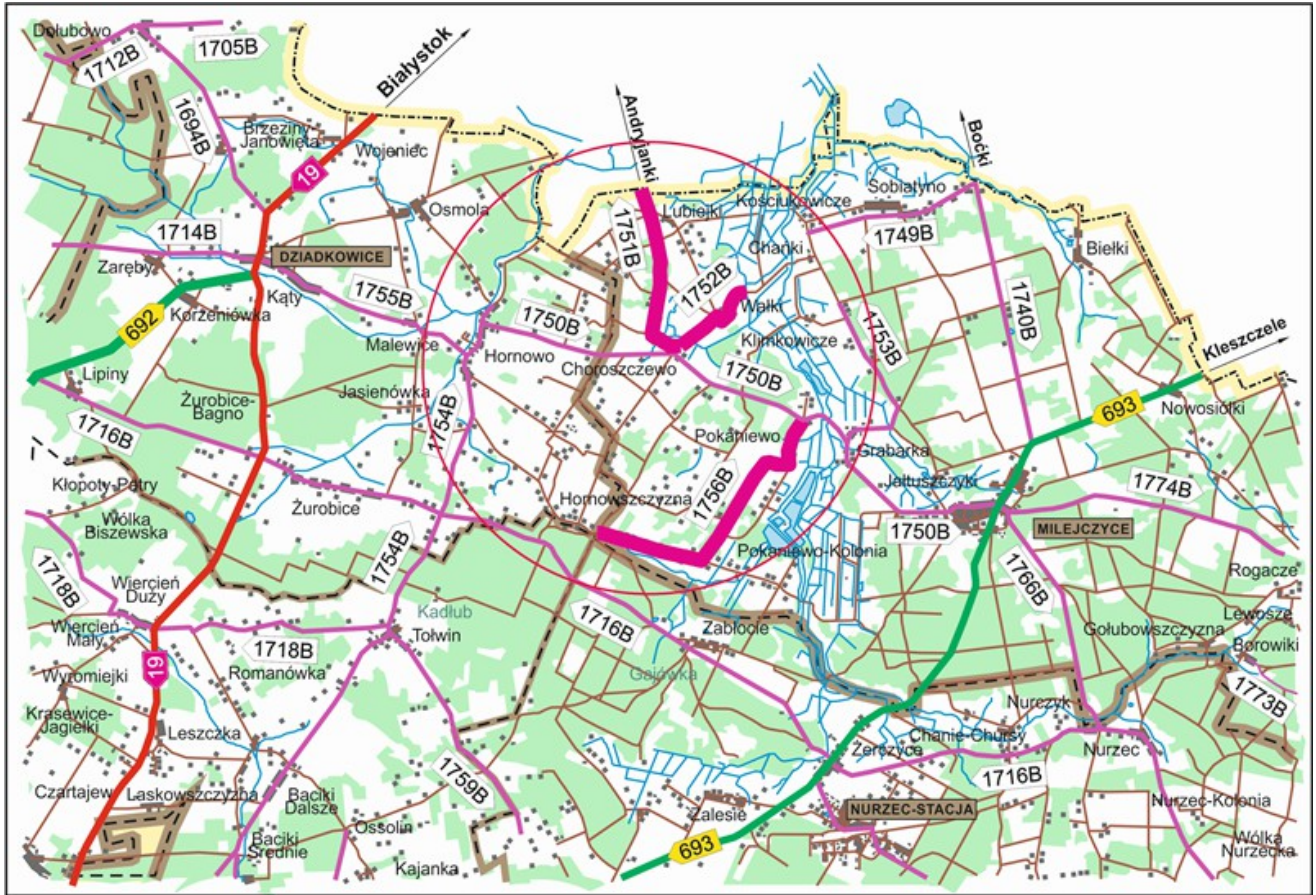 Dołubowo
1712B
1705B
Białystok
1694B
Brzeziny
Janowięta
Wojeniec
19
Osmola
Andryjanki
Boćki
1751B
Lubiejki
Kościukowicze
Sobiatyno
1749B
Chańki
Biełki
1714B
Zaręby
DZIADKOWICE
Kąty
1755B
692
Korzeniówka
Malewice
1750B
Hornowo
1752B
Wałki
Klimkowicze
1753B
1740B
Choroszczewo
1750B
Kleszczele
Lipiny
Jasienówka
Żurobice-
Bagno
1754B
1716B
693
Nowosiółki
Pokaniewo
Grabarka
Kłopoty-Patry
Wólka
Biszewska
Żurobice
Hornowszczyzna
1756B
Jałtuszczyki
1774B
1750B
MILEJCZYCE
Pokaniewo-Kolonia
1754B
1718B
Wiercień
Duży
Wiercień
Mały
Kadłub
Tołwin
1716B
1766B
Rogacze
Lewosze
Gołubowszczyzna
Borowiki
Zabłocie
1718B
Romanówka
Gajówka
Wyromiejki
19
Krasewice-
Jagiełki
Leszczka
Nurczyk
1773B
Chanie-Chursy
Nurzec
Żerczyce
1716B
Czartajew
Laskowszczyzna
Baciki
Dalsze
1759B
Zalesie
NURZEC-STACJA
Nurzec-Kolonia
Ossolin
Baciki
Średnie
Kajanka
693
Wólka
Nurzecka